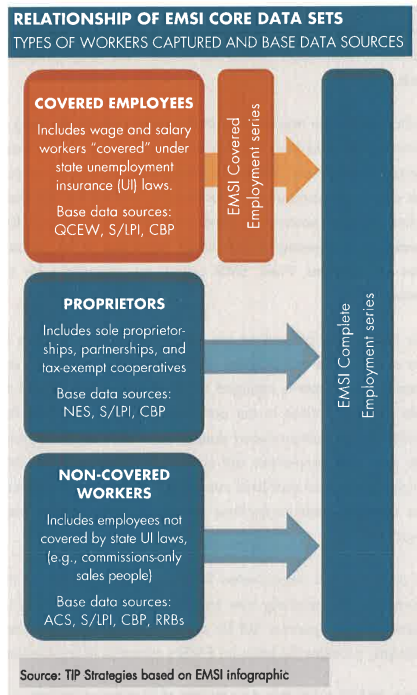 RELATIONSHIP OF EMSI CORE DATA SETS
TYPES OF WORKERS CAPTURED AND BASE DATA SOURCES
COVERED EMPLOYEES
Includes wage and salary
workers “covered” under
state unemployment
insurance (UI) laws.
Base data sources:
QCEW, S/LPI, CBP
EMSI Covered
Employment series
PROPRIETORS
Includes sole proprietor-
ships, partnerships, and
tax-exempt cooperatives
Base data sources:
NES, S/LPI, CBP
NON-COVERED
WORKERS
Includes employees not
covered by state UI laws,
(e.g., commissions-only
sales people)
Base data sources:
ACS, S/LPI, CBP, RRBs
EMSI Complete
Employment series
Source: TIP Strategies based on EMSI infographic